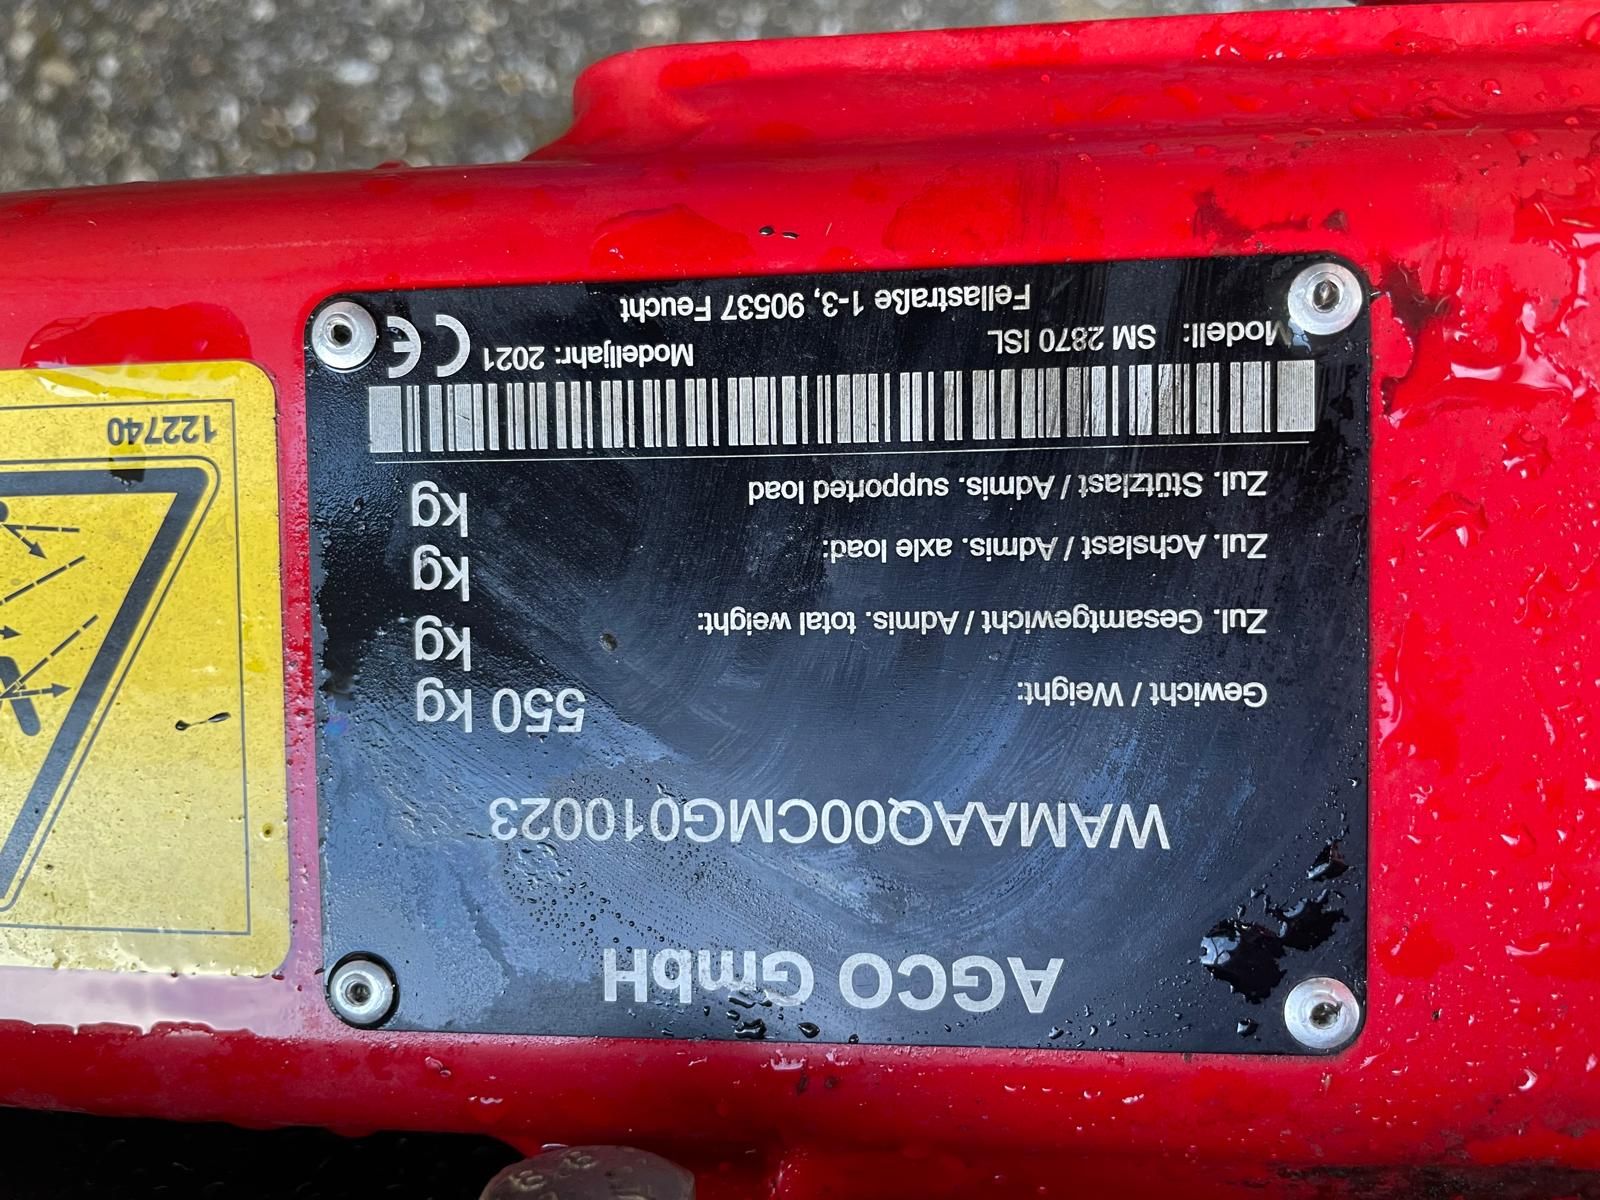 AGCO GmbH
WAMAAQ00CMG010023
Gewicht / Weight: 550 kg
Zul. Gesamtgewicht / Admis. total weight: kg
Zul. Achslast / Admis. axle load: kg
Zul. Stützlast / Admis. supported load kg
Modell: SM 2870 ISL Modelljahr: 2021 CE
Fellastraße 1-3, 90537 Feucht
122740